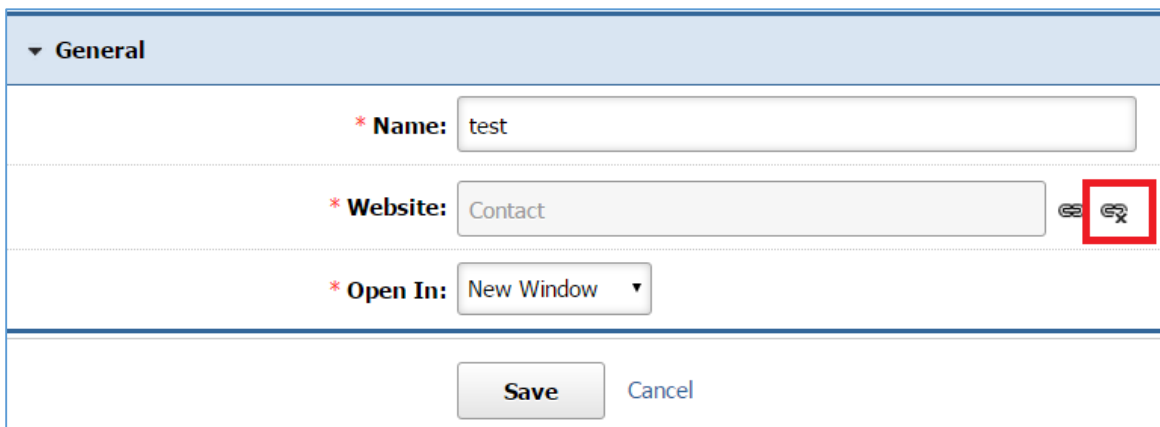 General
* Name: test
* Website: Contact
* Open In: New Window
Save Cancel